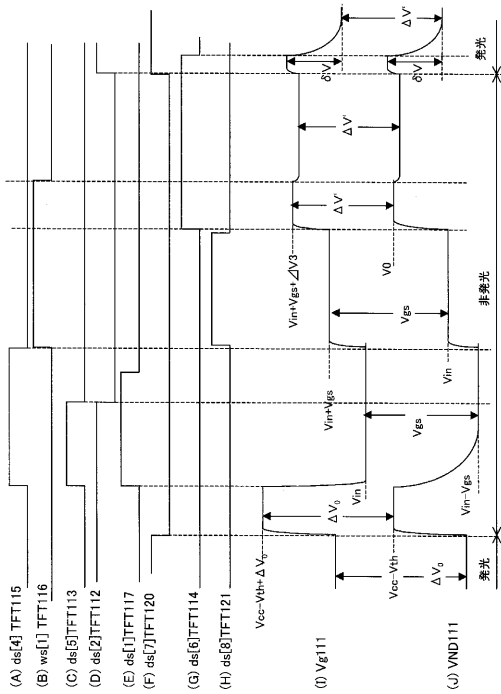 (A) ds[4] TFT115
(B) ws[1] TFT116
(C) ds[5]TFT113
(D) ds[2]TFT112
(E) ds[1]TFT117
(F) ds[7]TFT120
(G) ds[6]TFT114
(H) ds[8]TFT121
(I) Vg111
(J) VND111
Vcc-Vth+ΔV₀
Vin
Vin+Vgs
Vin+Vgs+ΔV3
ΔV₀
Vgs
ΔV'
ΔV''
δV
ΔV'
Vcc-Vth
ΔV₀
Vin-Vgs
Vgs
Vin
V0
δV
発光
非発光
発光